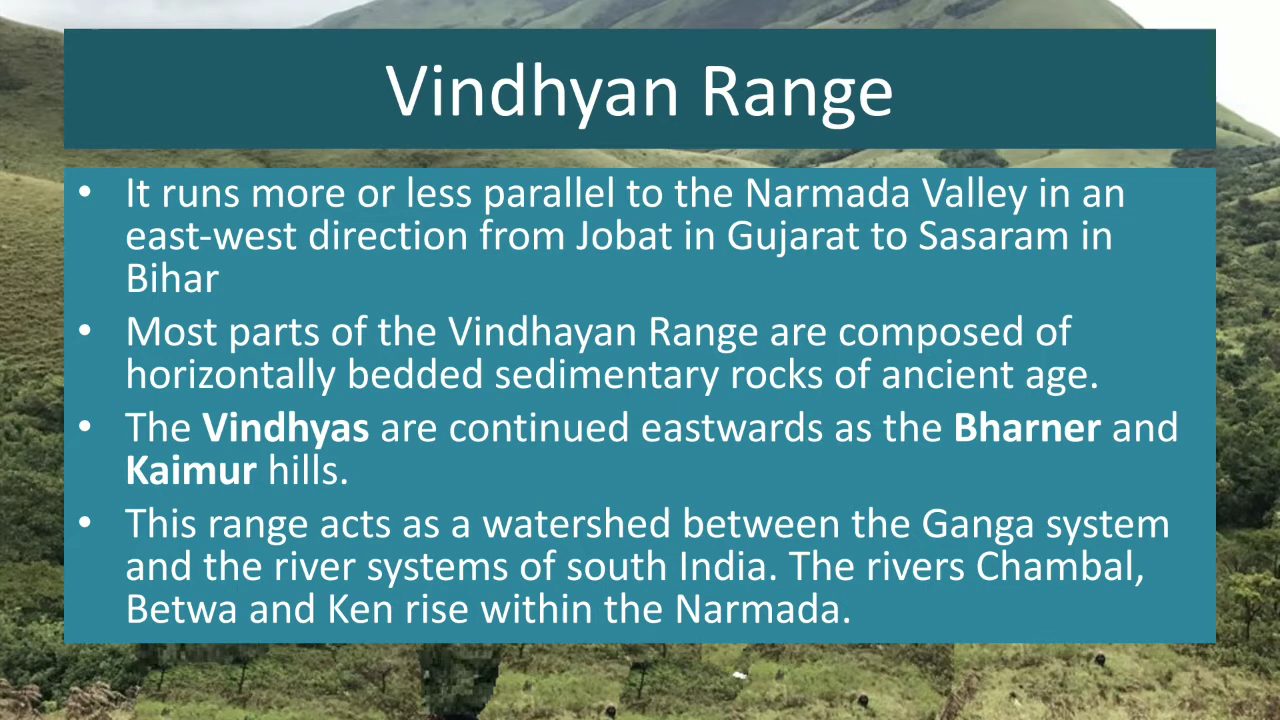 Vindhyan Range
• It runs more or less parallel to the Narmada Valley in an
east-west direction from Jobat in Gujarat to Sasaram in
Bihar
• Most parts of the Vindhayan Range are composed of
horizontally bedded sedimentary rocks of ancient age.
• The Vindhyas are continued eastwards as the Bharner and
Kaimur hills.
• This range acts as a watershed between the Ganga system
and the river systems of south India. The rivers Chambal,
Betwa and Ken rise within the Narmada.